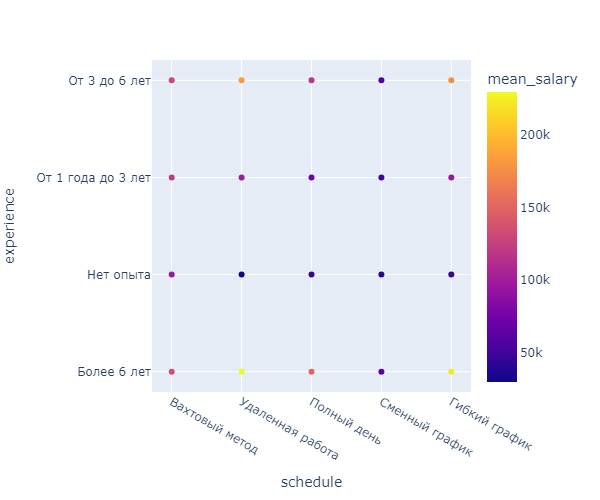 mean_salary
От 3 до 6 лет
200k
От 1 года до 3 лет
150k
experience
100k
Нет опыта
50k
Более 6 лет
Вахтовый метод
Удаленная работа
Полный день
Сменный график
Гибкий график
schedule